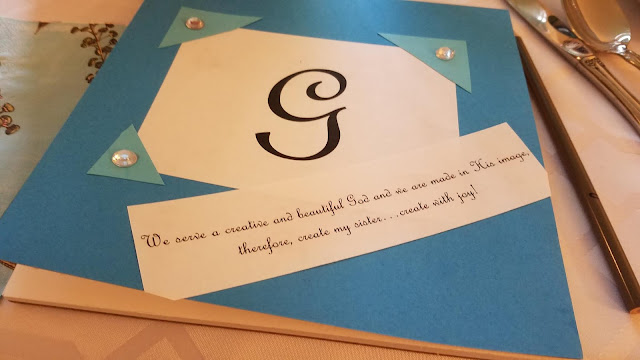 G
We serve a creative and beautiful God and we are made in His image,
therefore, create my sister. . .create with joy!